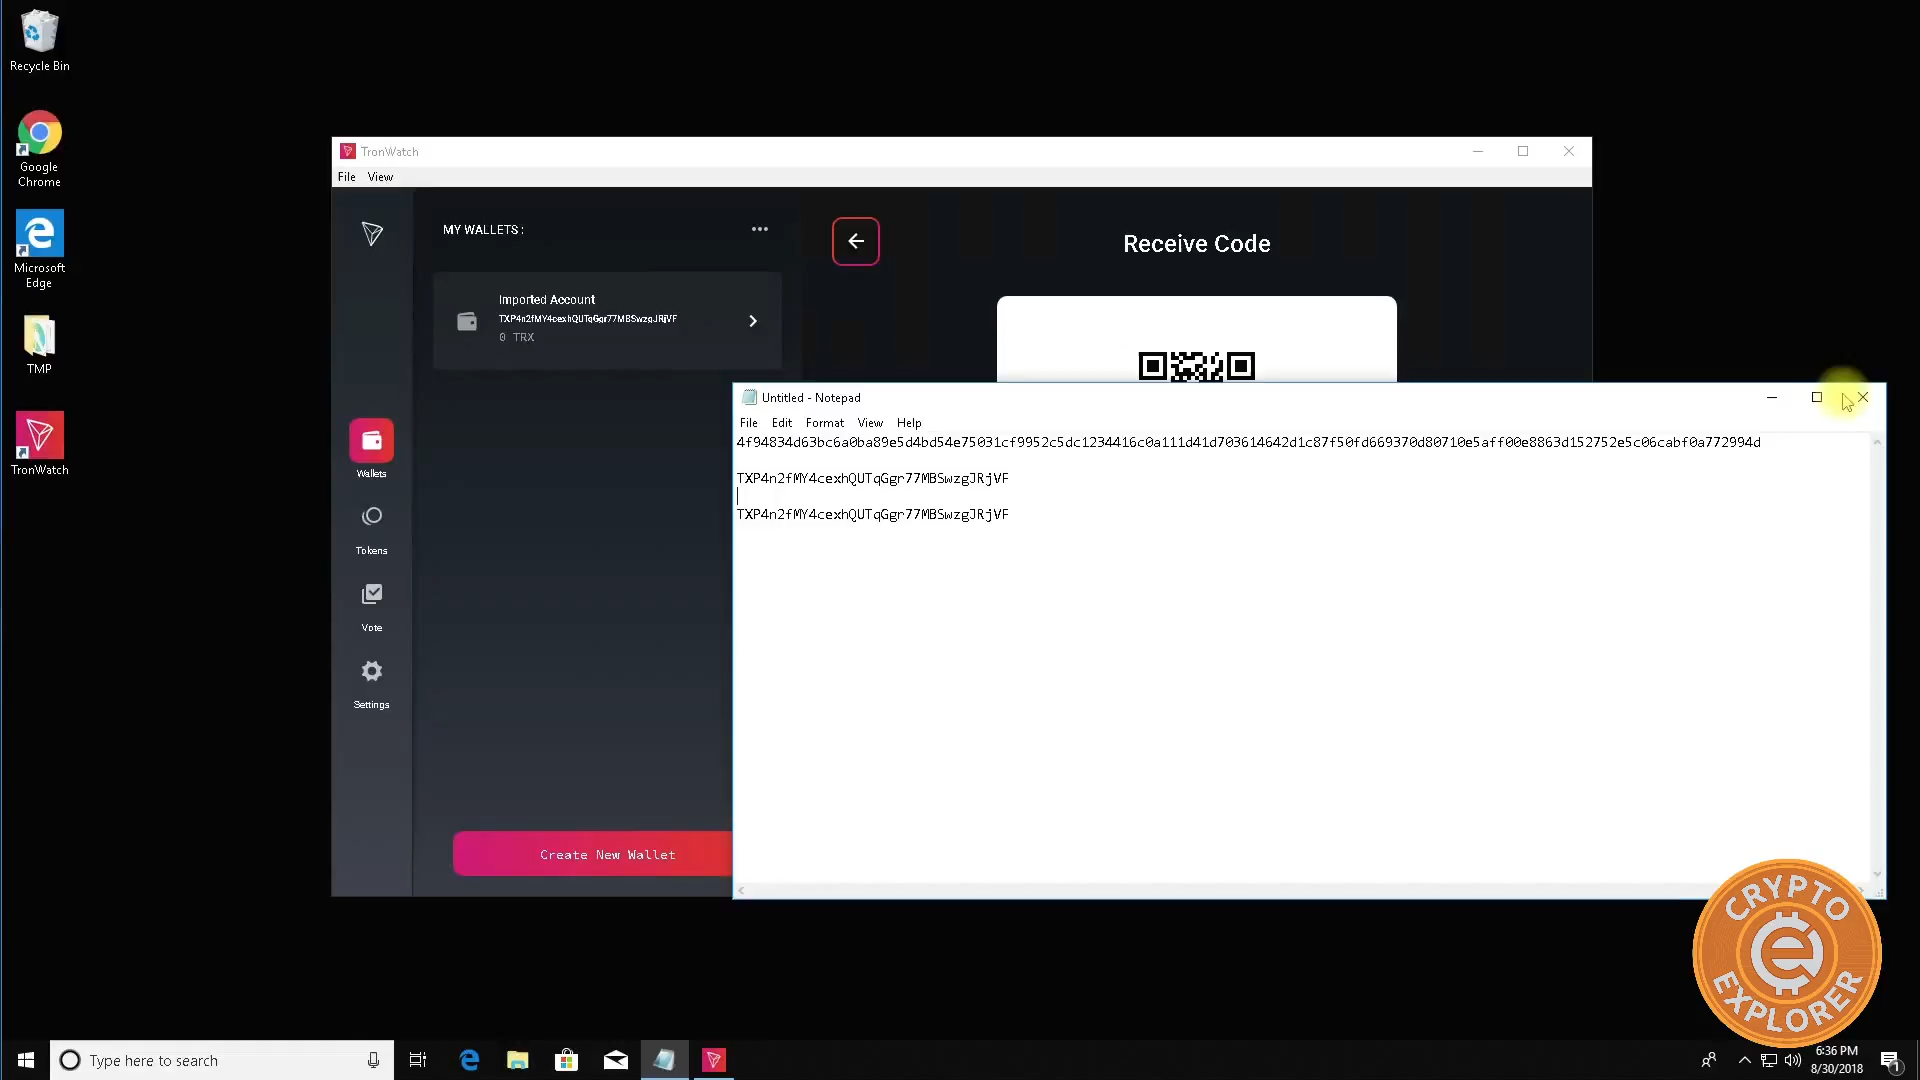 Recycle Bin
Google
Chrome
Microsoft
Edge
TMP
TronWatch
TronWatch
File View
MY WALLETS :
Imported Account
TXP4n2fMY4cexhQUTqGgr77MBSwzgJRjVF
0 TRX
Wallets
Tokens
Vote
Settings
Create New Wallet
Receive Code
Untitled - Notepad
File Edit Format View Help
4f94834d63bc6a0ba89e5d4bd54e75031cf9952c5dc1234416c0a111d41d703614642d1c87f50fd669370d80710e5aff00e8863d152752e5c06cabf0a772994d
TXP4n2fMY4cexhQUTqGgr77MBSwzgJRjVF
TXP4n2fMY4cexhQUTqGgr77MBSwzgJRjVF
CRYPTO
EXPLORER
Type here to search
6:36 PM
8/30/2018
1